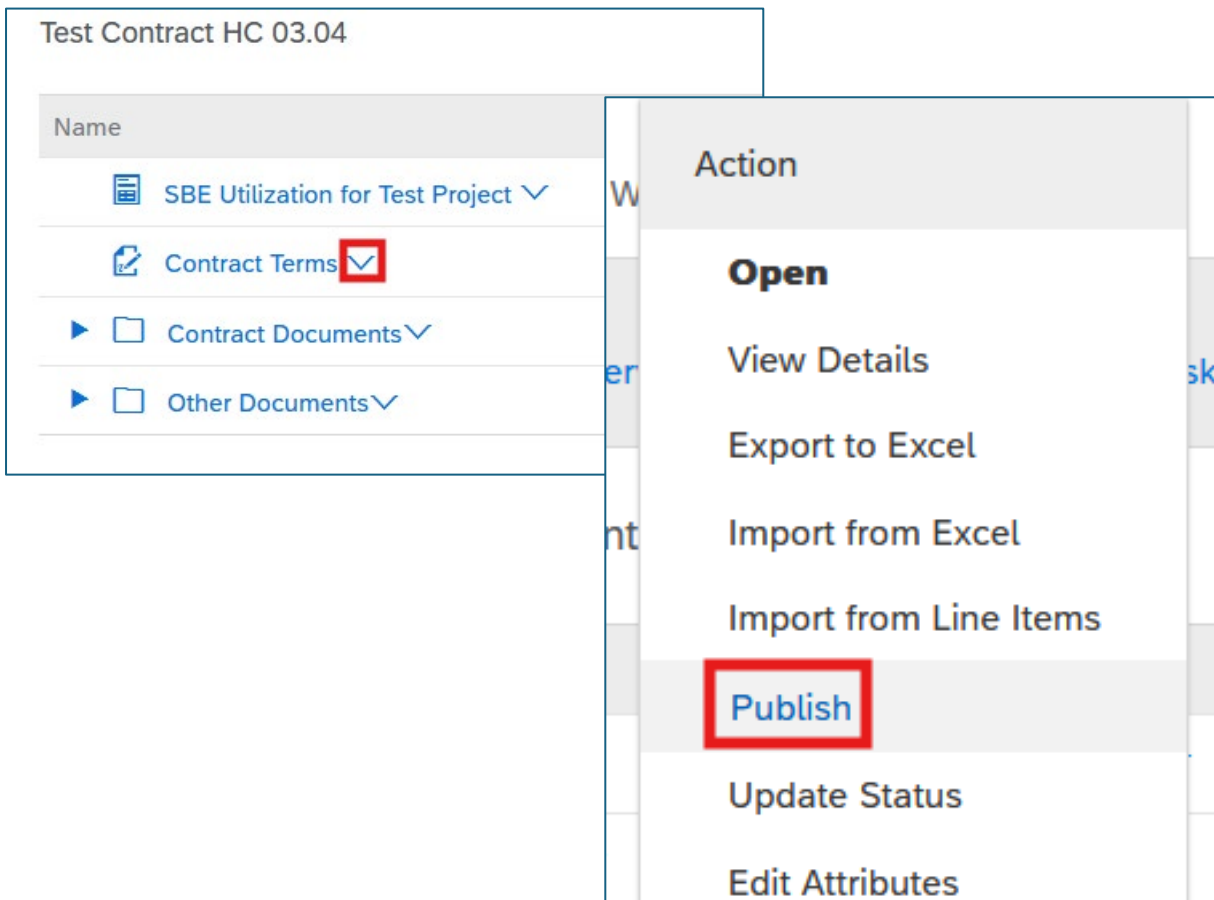 Test Contract HC 03.04
Name
SBE Utilization for Test Project
Contract Terms
Contract Documents
Other Documents
Action
Open
View Details
Export to Excel
Import from Excel
Import from Line Items
Publish
Update Status
Edit Attributes